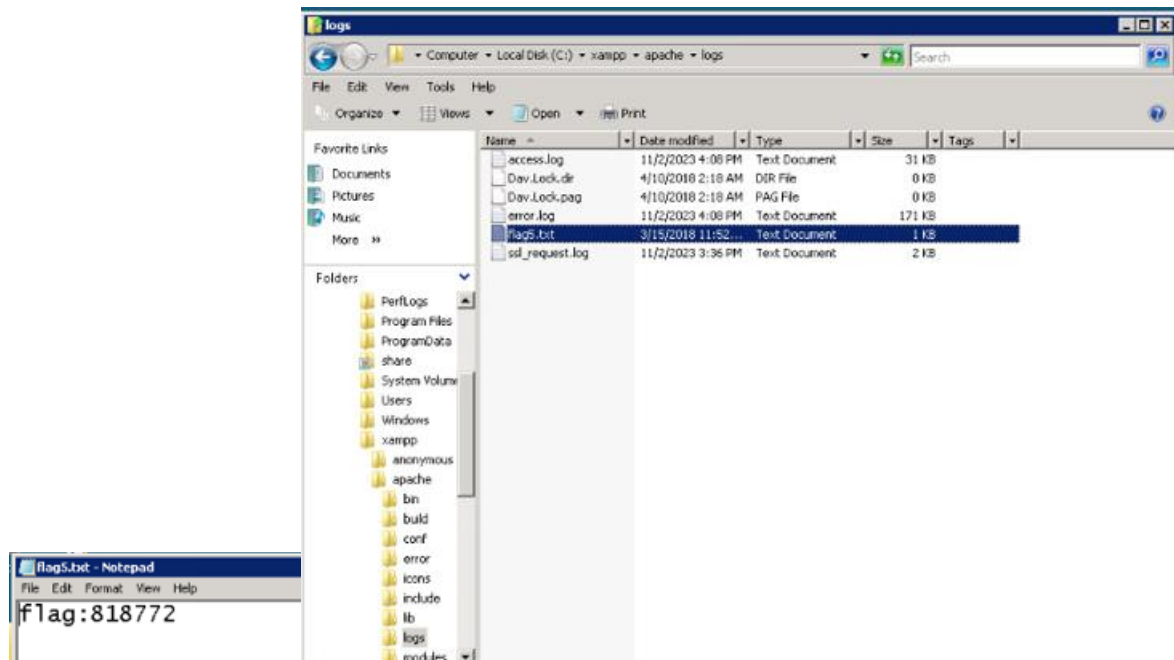 logs
Computer Local Disk (C:) xampp apache logs Search
File Edit View Tools Help
Organize Views Open Print
Favorite Links
Documents
Pictures
Music
More »
Folders
PerfLogs
Program Files
ProgramData
share
System Volume
Users
Windows
xampp
anonymous
apache
bin
build
conf
error
icons
include
lib
logs
modules
Name Date modified Type Size Tags
access.log 11/2/2023 4:08 PM Text Document 31 KB
Dav.Lock.dir 4/10/2018 2:18 AM DIR File 0 KB
Dav.Lock.pag 4/10/2018 2:18 AM PAG File 0 KB
error.log 11/2/2023 4:08 PM Text Document 171 KB
flag5.txt 3/15/2018 11:52... Text Document 1 KB
ssl_request.log 11/2/2023 3:36 PM Text Document 2 KB
flag5.txt - Notepad
File Edit Format View Help
flag:818772